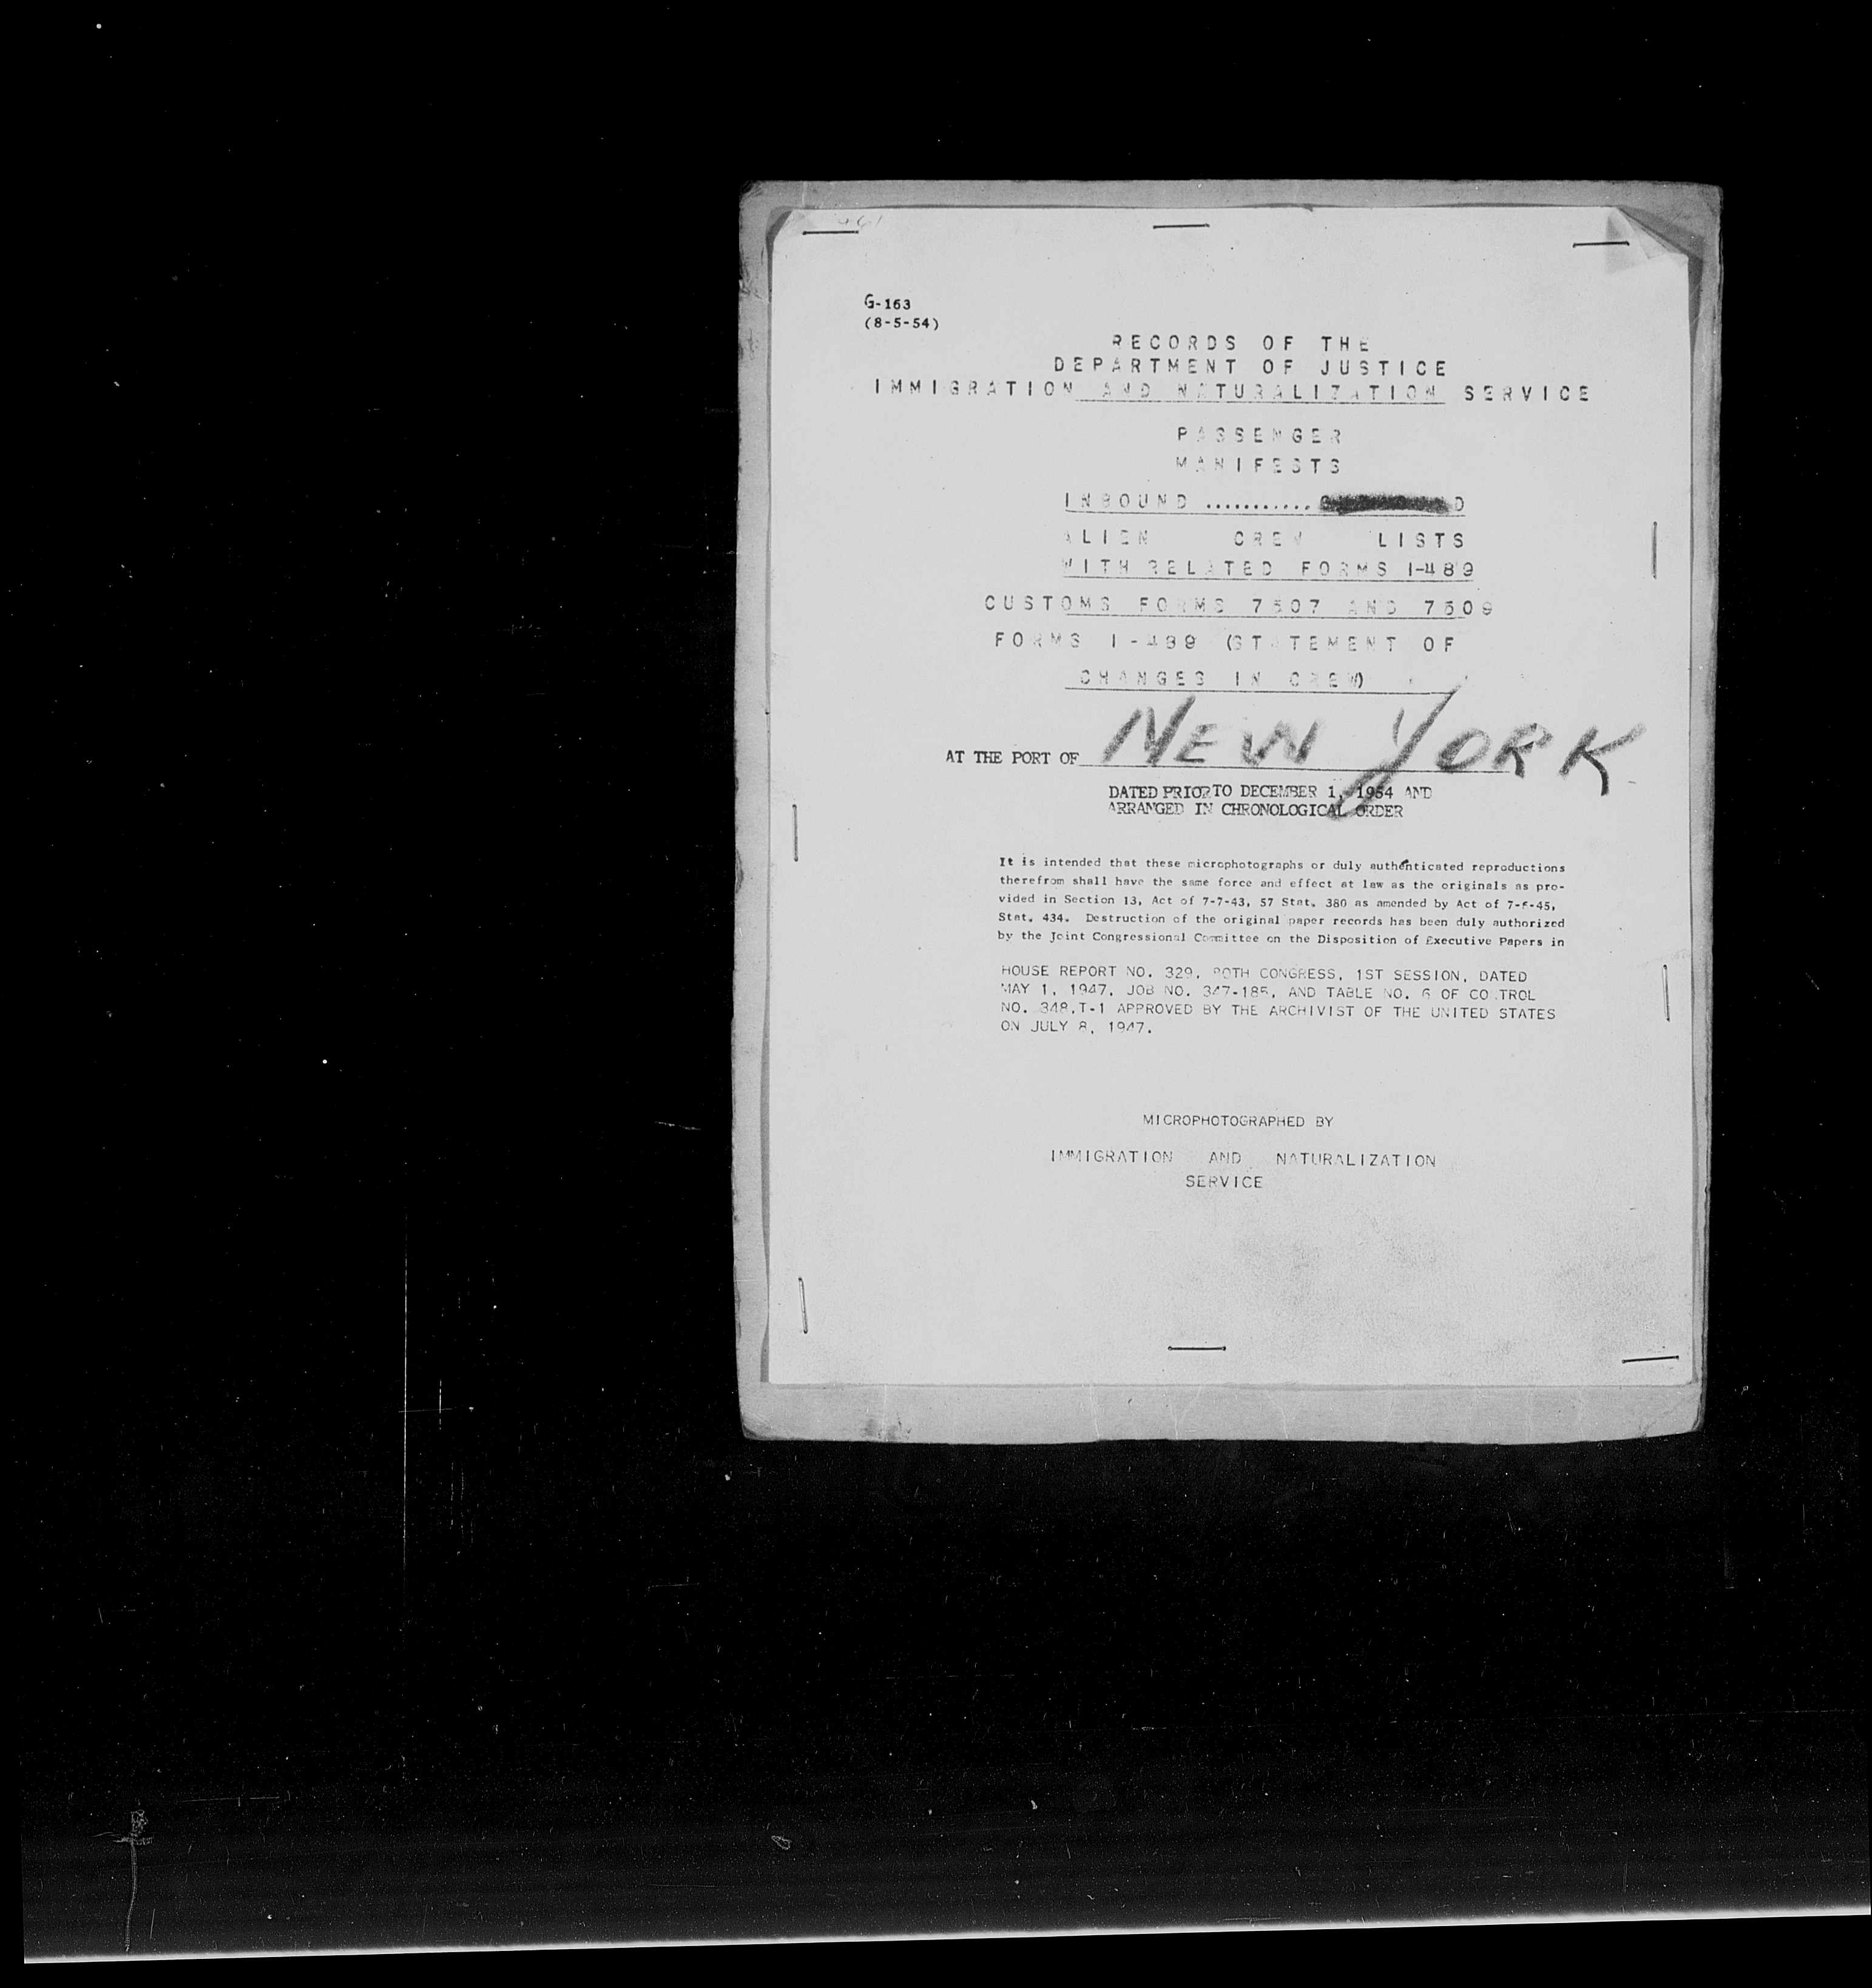 G-163
(8-5-54)
RECORDS OF THE
DEPARTMENT OF JUSTICE
IMMIGRATION AND NATURALIZATION SERVICE
PASSENGER
MANIFESTS
INBOUND ...........
ALIEN CREW LISTS
WITH RELATED FORMS I-489
CUSTOMS FORMS 7507 AND 7509
FORMS I-489 (STATEMENT OF
CHANGES IN CREW)
AT THE PORT OF NEW YORK
DATED PRIOR TO DECEMBER 1, 1954 AND
ARRANGED IN CHRONOLOGICAL ORDER
It is intended that these microphotographs or duly authenticated reproductions
therefrom shall have the same force and effect at law as the originals as pro-
vided in Section 13, Act of 7-7-43, 57 Stat. 380 as amended by Act of 7-6-45,
Stat. 434. Destruction of the original paper records has been duly authorized
by the Joint Congressional Committee on the Disposition of Executive Papers in
HOUSE REPORT NO. 329, 80TH CONGRESS, 1ST SESSION, DATED
MAY 1, 1947, JOB NO. 347-185, AND TABLE NO. 6 OF CO.TROL
NO. 348.T-1 APPROVED BY THE ARCHIVIST OF THE UNITED STATES
ON JULY 8, 1947.
MICROPHOTOGRAPHED BY
IMMIGRATION AND NATURALIZATION
SERVICE